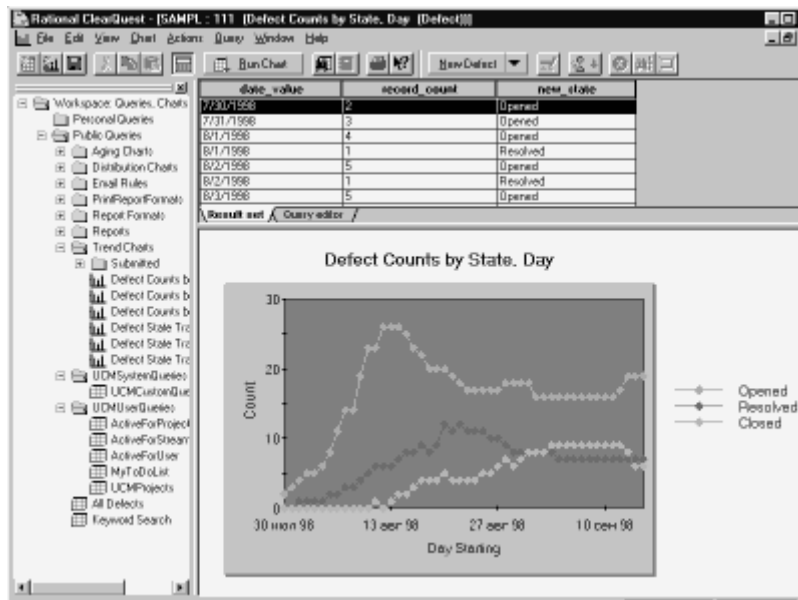 Rational ClearQuest - [SAMPL : 111 (Defect Counts by State, Day (Defect))]
File Edit View Chart Actions Query Window Help
Run Chart New Defect
Workspace: Queries, Charts
Personal Queries
Public Queries
Aging Charts
Distribution Charts
Email Rules
PrintReportFormats
Report Formats
Reports
Trend Charts
Submitted
Defect Counts b
Defect Counts b
Defect Counts b
Defect State Tra
Defect State Tra
Defect State Tra
UCMSystemQueries
UCMCustomQue
UCMUserQueries
ActiveForProject
ActiveForStream
ActiveForUser
MyToDoList
UCMProjects
All Defects
Keyword Search
date_value record_count new_state
7/30/1998 2 Opened
7/31/1998 3 Opened
8/1/1998 4 Opened
8/1/1998 1 Resolved
8/2/1998 5 Opened
8/2/1998 1 Resolved
8/3/1998 5 Opened
Result set Query editor
Defect Counts by State, Day
Count
30
20
10
0
30 июл 98 13 авг 98 27 авг 98 10 сен 98
Day Starting
Opened
Resolved
Closed